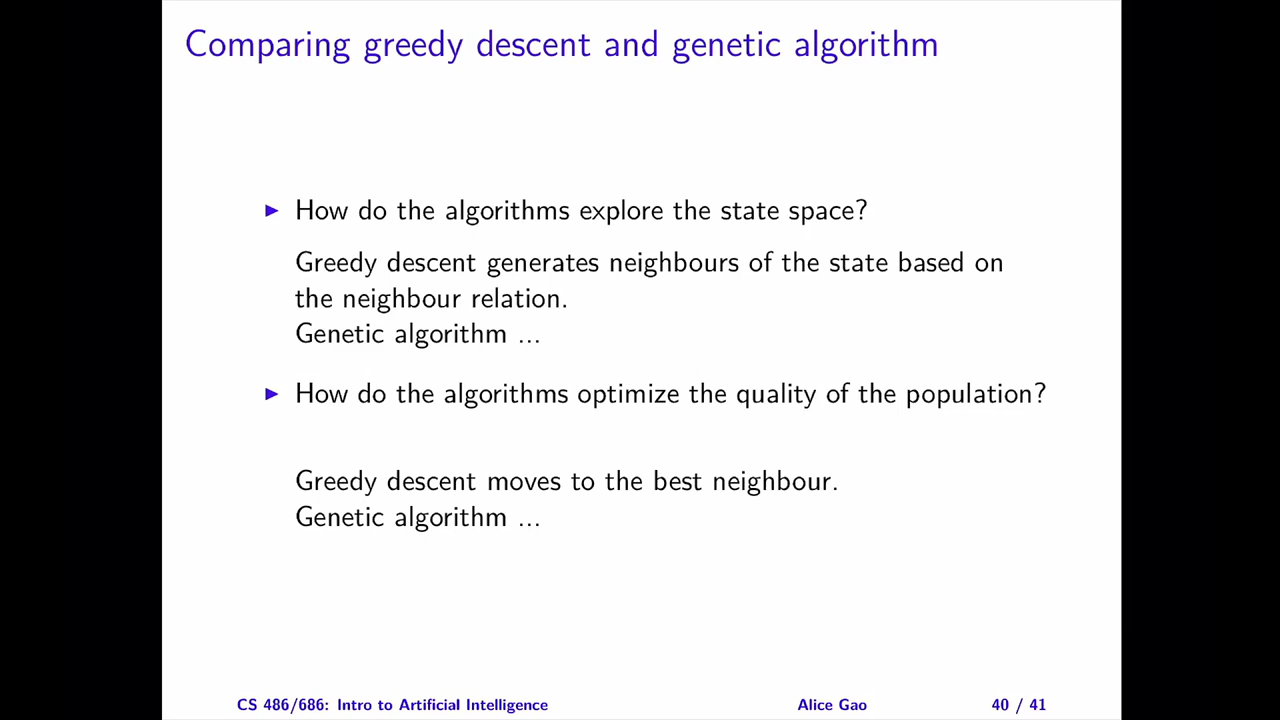 Comparing greedy descent and genetic algorithm
▶ How do the algorithms explore the state space?
Greedy descent generates neighbours of the state based on
the neighbour relation.
Genetic algorithm ...
▶ How do the algorithms optimize the quality of the population?
Greedy descent moves to the best neighbour.
Genetic algorithm ...
CS 486/686: Intro to Artificial Intelligence Alice Gao 40 / 41